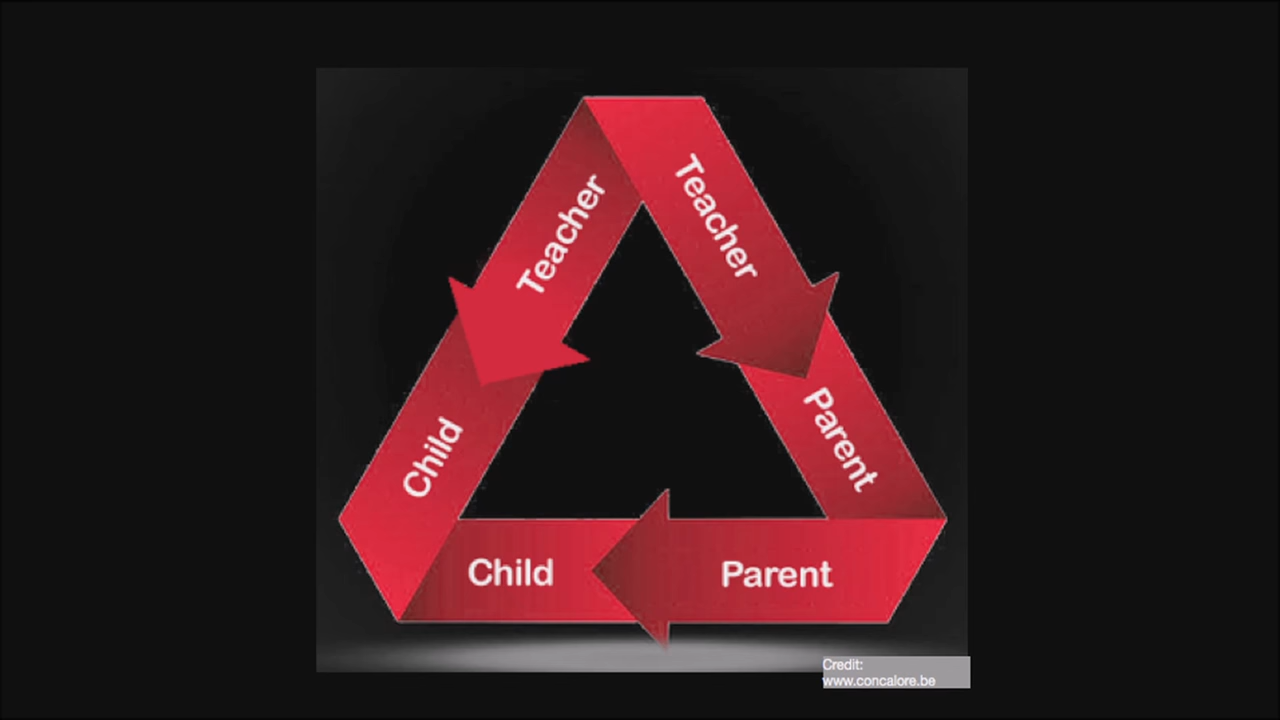 Teacher
Teacher
Child
Parent
Child
Parent
Credit:
www.concalore.be